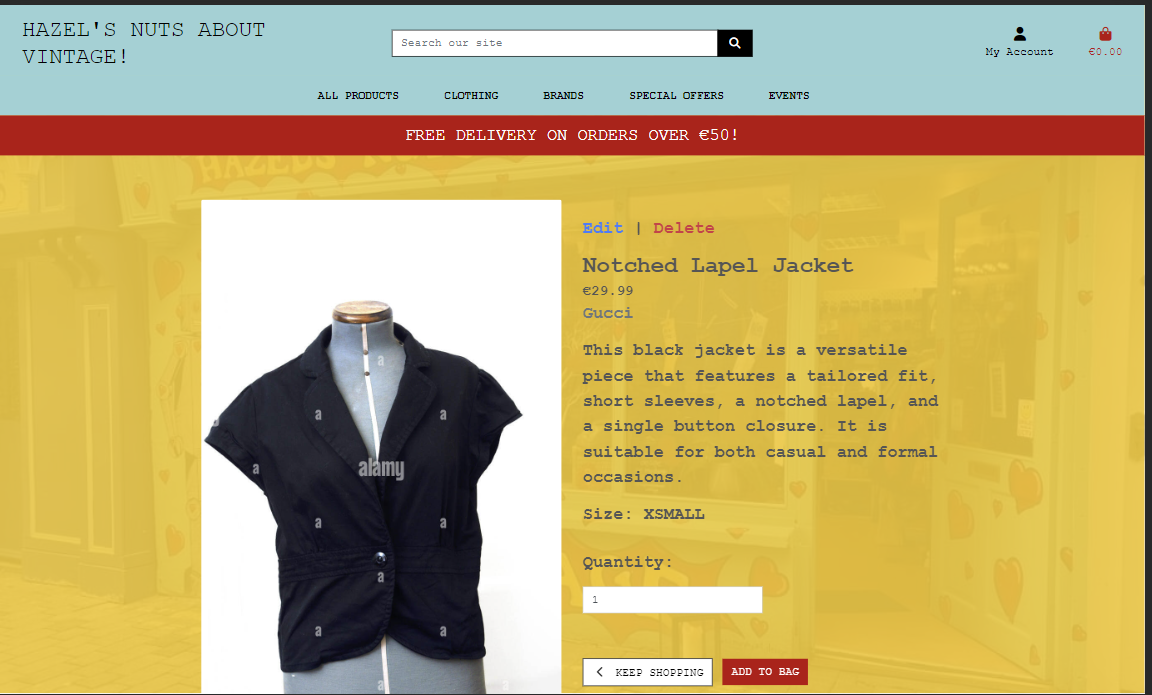 HAZEL'S NUTS ABOUT
VINTAGE!
Search our site
My Account
€0.00
ALL PRODUCTS
CLOTHING
BRANDS
SPECIAL OFFERS
EVENTS
FREE DELIVERY ON ORDERS OVER €50!
HAZEL'S NU
Edit | Delete
Notched Lapel Jacket
€29.99
Gucci
This black jacket is a versatile
piece that features a tailored fit,
short sleeves, a notched lapel, and
a single button closure. It is
suitable for both casual and formal
occasions.
Size: XSMALL
Quantity:
1
KEEP SHOPPING
ADD TO BAG
a
a
a
a
alamy
a
a
a
a
a
a
a